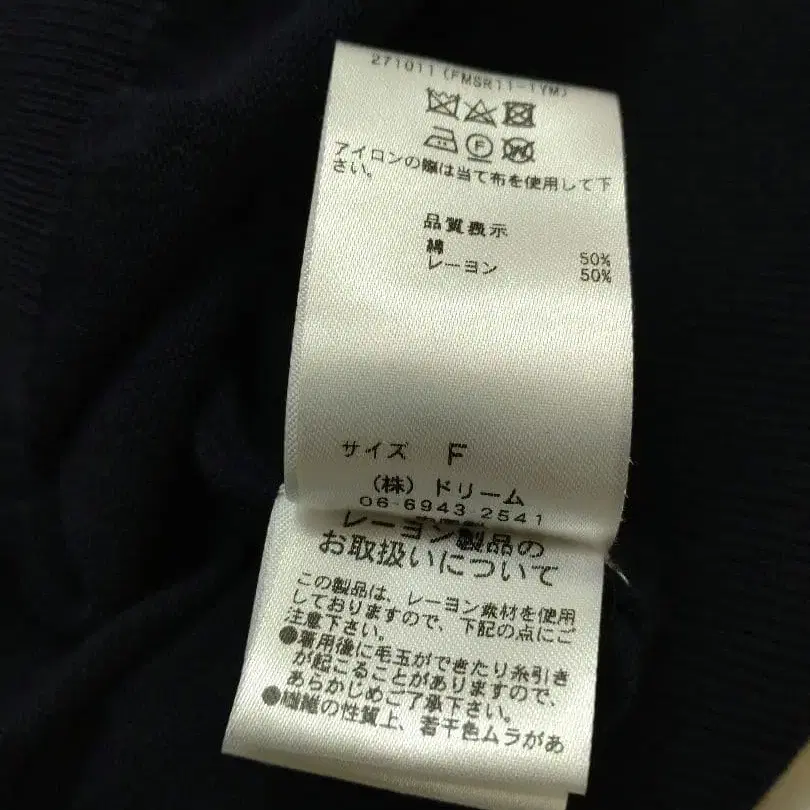 271011(FMSR11-1YM)
F W
アイロンの際は当て布を使用して下
さい。
品質表示
綿 50%
レーヨン 50%
サイズ F
(株)ドリーム
06-6943 2541
レーヨン製品の
お取扱いについて
この製品は、レーヨン素材を使用
しておりますので、下記の点にご
注意下さい。
●着用後に毛玉ができたり糸引き
が起こることがありますので、
あらかじめご了承下さい。
●繊維の性質上、若干色ムラがあ